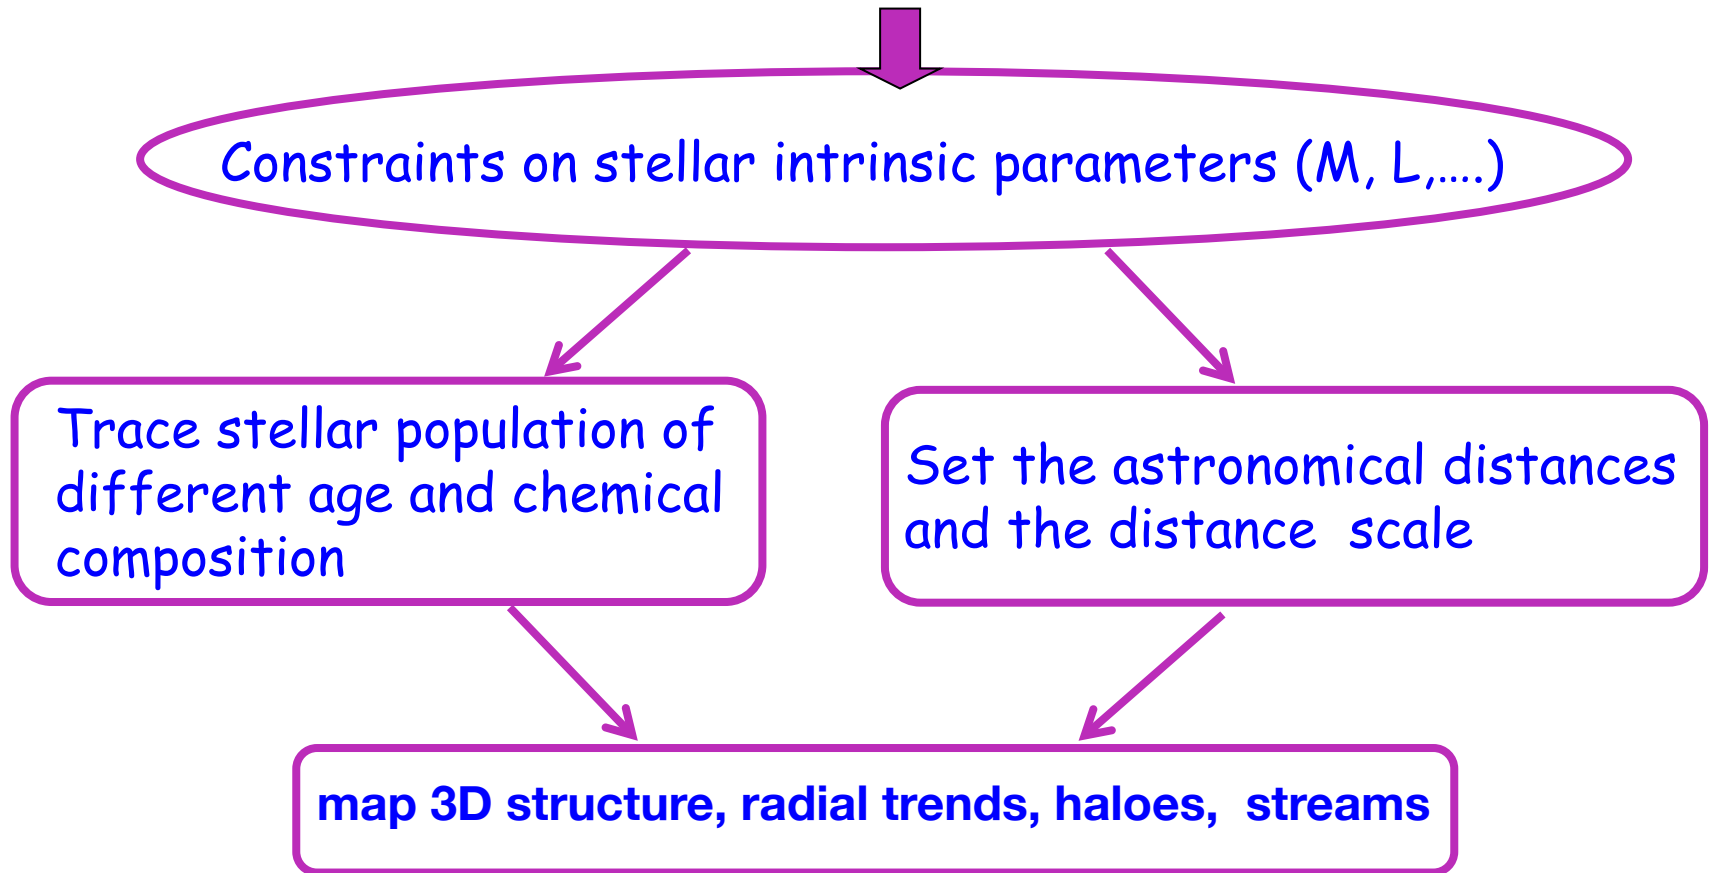 Constraints on stellar intrinsic parameters (M, L,....)
Trace stellar population of
different age and chemical
composition
Set the astronomical distances
and the distance  scale
map 3D structure, radial trends, haloes,  streams